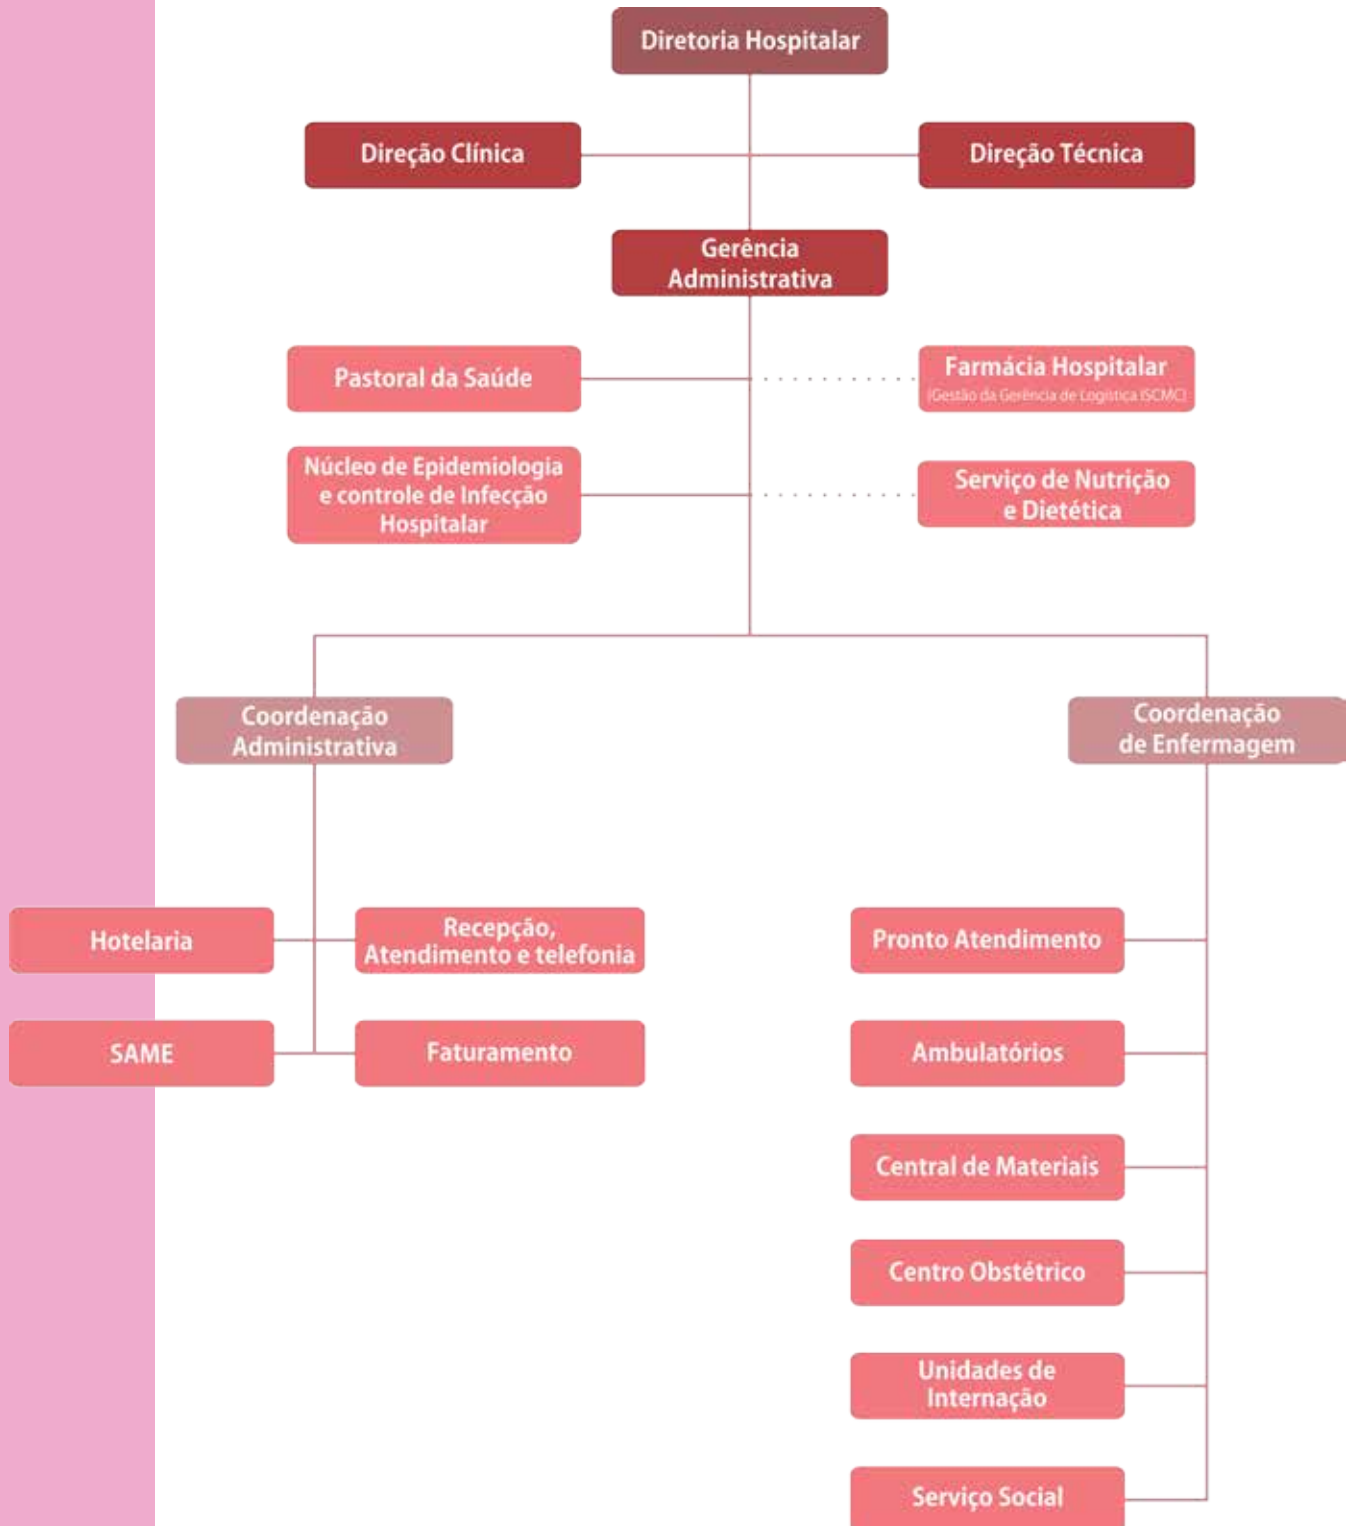 Diretoria Hospitalar
Direção Clínica
Direção Técnica
Gerência
Administrativa
Pastoral da Saúde
Farmácia Hospitalar
(Gestão da Gerência de Logística ISCMC)
Núcleo de Epidemiologia
e controle de Infecção
Hospitalar
Serviço de Nutrição
e Dietética
Coordenação
Administrativa
Coordenação
de Enfermagem
Hotelaria
Recepção,
Atendimento e telefonia
Pronto Atendimento
SAME
Faturamento
Ambulatórios
Central de Materiais
Centro Obstétrico
Unidades de
Internação
Serviço Social